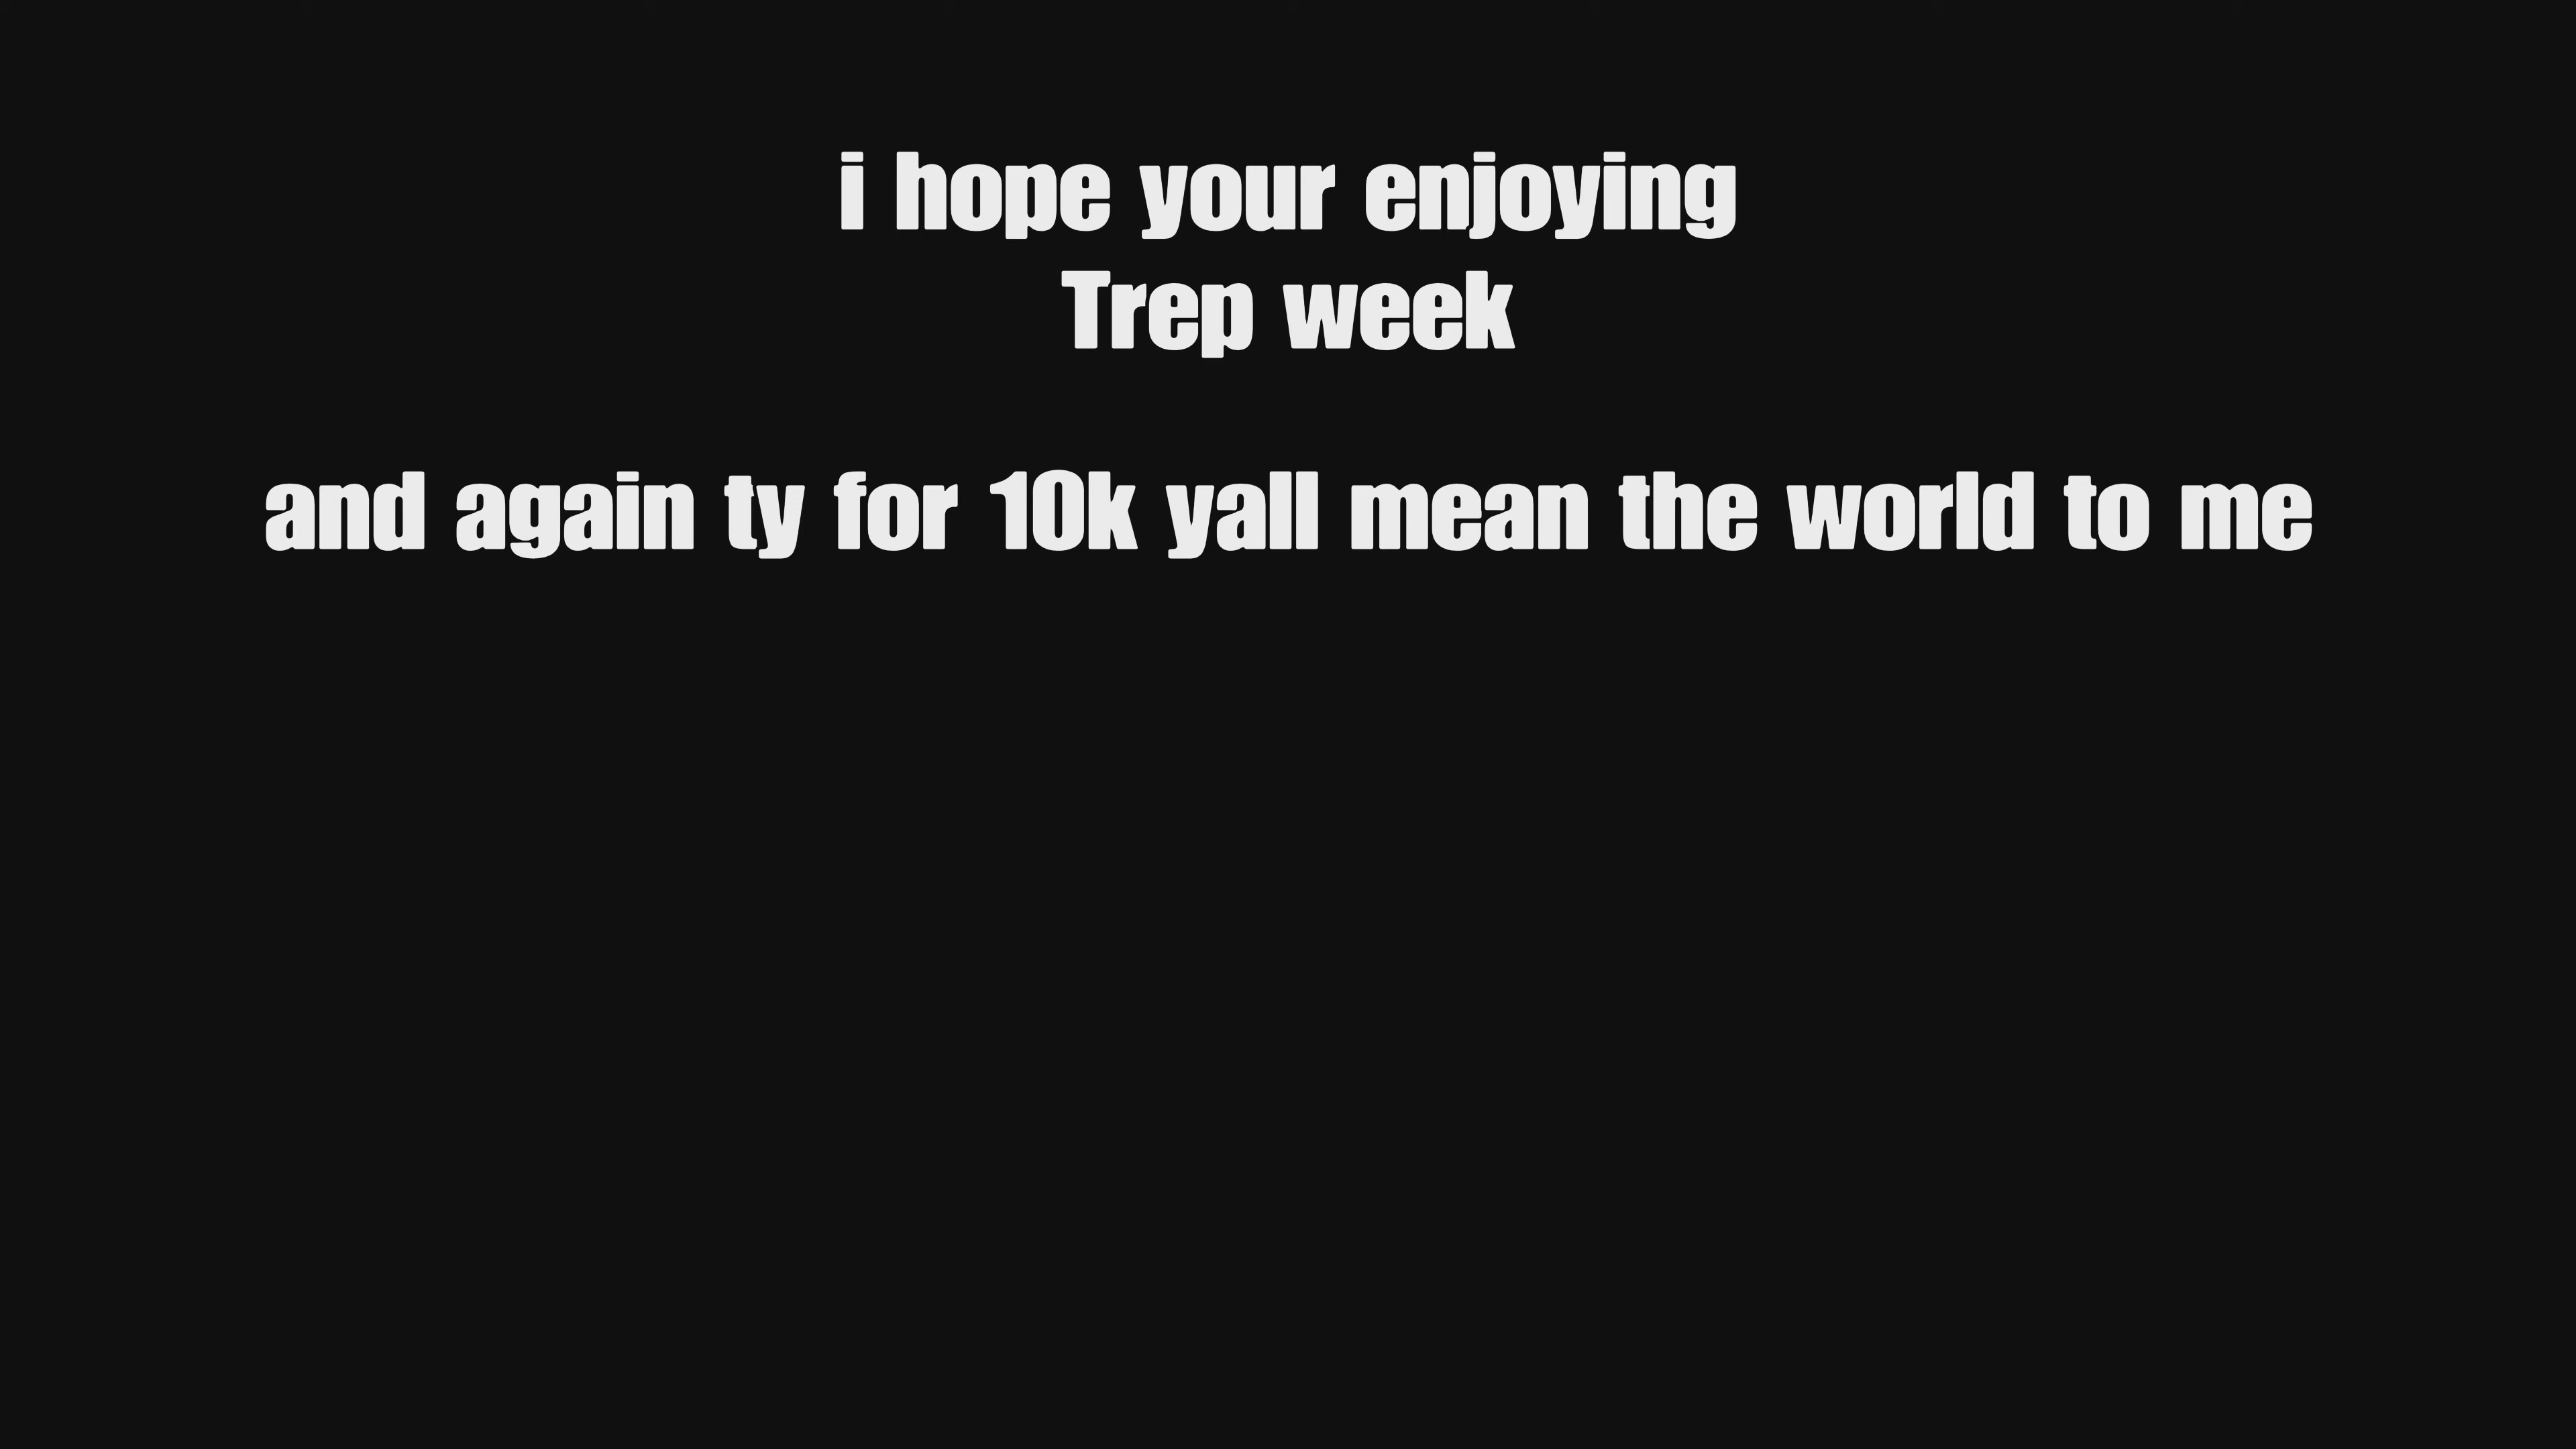 i hope your enjoying
Trep week
and again ty for 10k yall mean the world to me